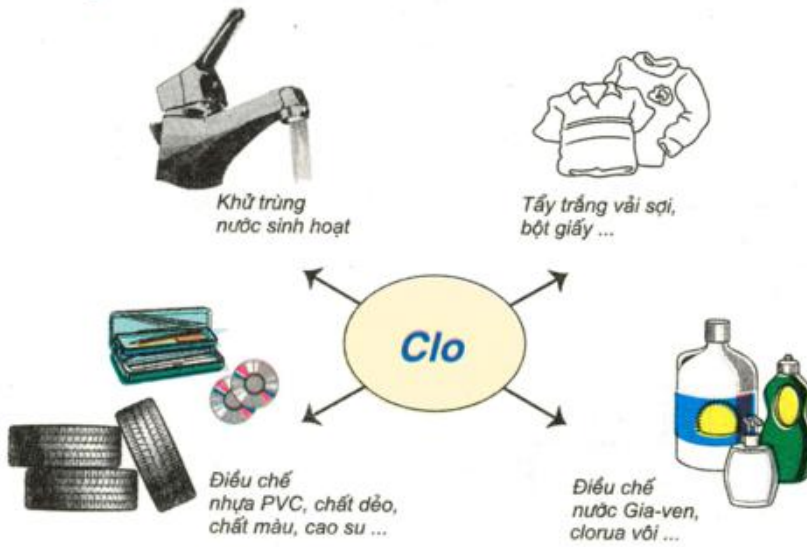 Khử trùng
nước sinh hoạt
Tẩy trắng vải sợi,
bột giấy ...
Clo
Điều chế
nhựa PVC, chất dẻo,
chất màu, cao su ...
Điều chế
nước Gia-ven,
clorua vôi ...